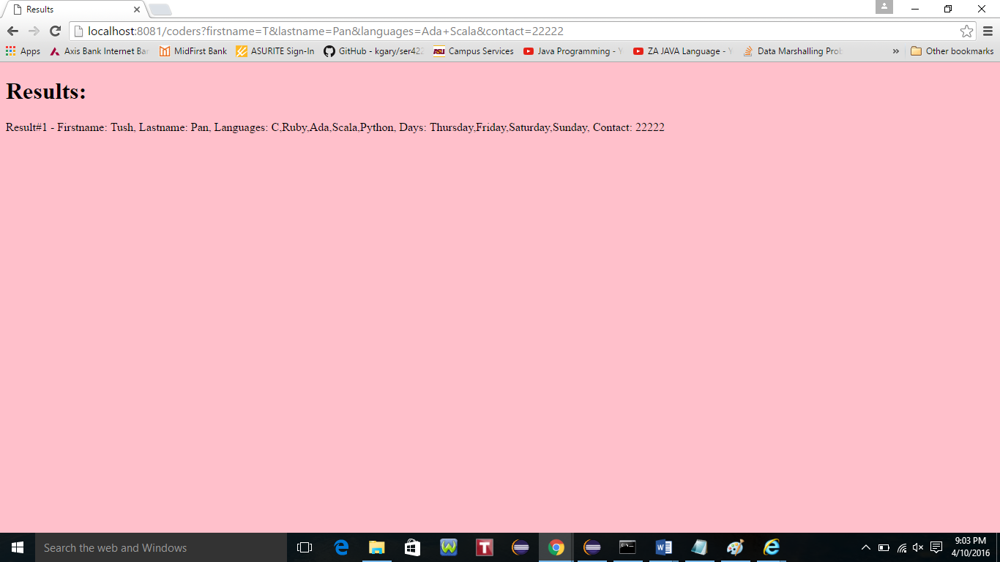 Results
localhost:8081/coders?firstname=T&lastname=Pan&languages=Ada+Scala&contact=22222
Apps Axis Bank Internet Bar MidFirst Bank ASURITE Sign-In GitHub - kgary/ser422 ASU Campus Services Java Programming - Y ZA JAVA Language - Y Data Marshalling Prob » Other bookmarks
Results:
Result#1 - Firstname: Tush, Lastname: Pan, Languages: C,Ruby,Ada,Scala,Python, Days: Thursday,Friday,Saturday,Sunday, Contact: 22222
Search the web and Windows
9:03 PM
4/10/2016